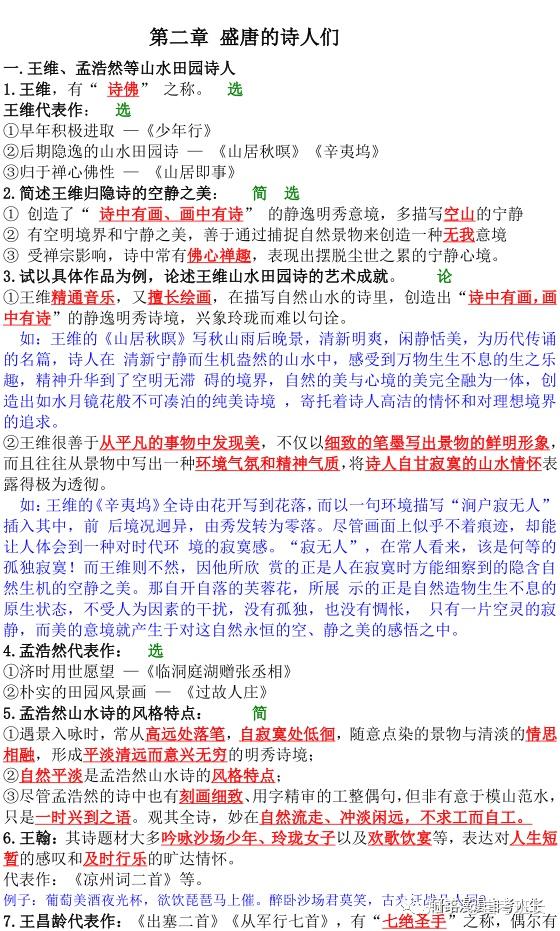 第二章 盛唐的诗人们
一.王维、孟浩然等山水田园诗人
1.王维,有“ 诗佛” 之称。 选
王维代表作: 选
①早年积极进取 —《少年行》
②后期隐逸的山水田园诗 — 《山居秋暝》《辛夷坞》
③归于禅心佛性 — 《山居即事》
2.简述王维归隐诗的空静之美: 简 选
① 创造了“ 诗中有画、画中有诗” 的静逸明秀意境,多描写空山的宁静
② 有空明境界和宁静之美,善于通过捕捉自然景物来创造一种无我意境
③ 受禅宗影响,诗中常有佛心禅趣,表现出摆脱尘世之累的宁静心境。
3.试以具体作品为例,论述王维山水田园诗的艺术成就。 论
①王维精通音乐,又擅长绘画,在描写自然山水的诗里,创造出“诗中有画,画
中有诗”的静逸明秀诗境,兴象玲珑而难以句诠。
如:王维的《山居秋暝》写秋山雨后晚景,清新明爽,闲静恬美,为历代传诵
的名篇,诗人在 清新宁静而生机盎然的山水中,感受到万物生生不息的生之乐
趣,精神升华到了空明无滞 碍的境界,自然的美与心境的美完全融为一体,创
造出如水月镜花般不可凑泊的纯美诗境 ,寄托着诗人高洁的情怀和对理想境界
的追求。
②王维很善于从平凡的事物中发现美,不仅以细致的笔墨写出景物的鲜明形象,
而且往往从景物中写出一种环境气氛和精神气质,将诗人自甘寂寞的山水情怀表
露得极为透彻。
如:王维的《辛夷坞》全诗由花开写到花落,而以一句环境描写“涧户寂无人”
插入其中,前 后境况迥异,由秀发转为零落。尽管画面上似乎不着痕迹,却能
让人体会到一种对时代环 境的寂寞感。“寂无人”,在常人看来,该是何等的
孤独寂寞!而王维则不然,因他所欣 赏的正是人在寂寞时方能细察到的隐含自
然生机的空静之美。那自开自落的芙蓉花,所展 示的正是自然造物生生不息的
原生状态,不受人为因素的干扰,没有孤独,也没有惆怅, 只有一片空灵的寂
静,而美的意境就产生于对这自然永恒的空、静之美的感悟之中。
4.孟浩然代表作: 选
①济时用世愿望 —《临洞庭湖赠张丞相》
②朴实的田园风景画 — 《过故人庄》
5.孟浩然山水诗的风格特点: 简
①遇景入咏时,常从高远处落笔,自寂寞处低徊,随意点染的景物与清淡的情思
相融,形成平淡清远而意兴无穷的明秀诗境;
②自然平淡是孟浩然山水诗的风格特点;
③尽管孟浩然的诗中也有刻画细致、用字精审的工整偶句,但非有意于模山范水,
只是一时兴到之语。观其全诗,妙在自然流走、冲淡闲远,不求工而自工。
6.王翰:其诗题材大多吟咏沙场少年、玲珑女子以及欢歌饮宴等,表达对人生短
暂的感叹和及时行乐的旷达情怀。
代表作:《凉州词二首》等。
例子:葡萄美酒夜光杯,欲饮琵琶马上催。醉卧沙场君莫笑,古
7.王昌龄代表作:《出塞二首》《从军行七首》,有“七绝圣手”之称,偶尔有